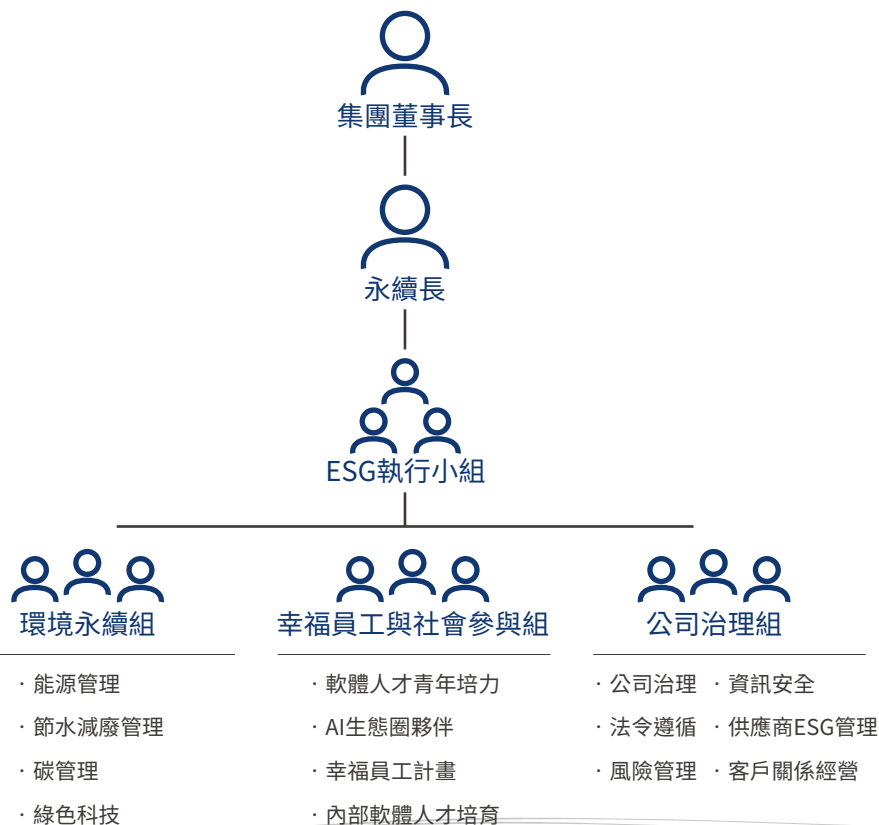 集團董事長
永續長
ESG執行小組
環境永續組
· 能源管理
· 節水減廢管理
· 碳管理
· 綠色科技
幸福員工與社會參與組
· 軟體人才青年培力
· AI生態圈夥伴
· 幸福員工計畫
· 內部軟體人才培育
公司治理組
· 公司治理 · 資訊安全
· 法令遵循 · 供應商ESG管理
· 風險管理 · 客戶關係經營